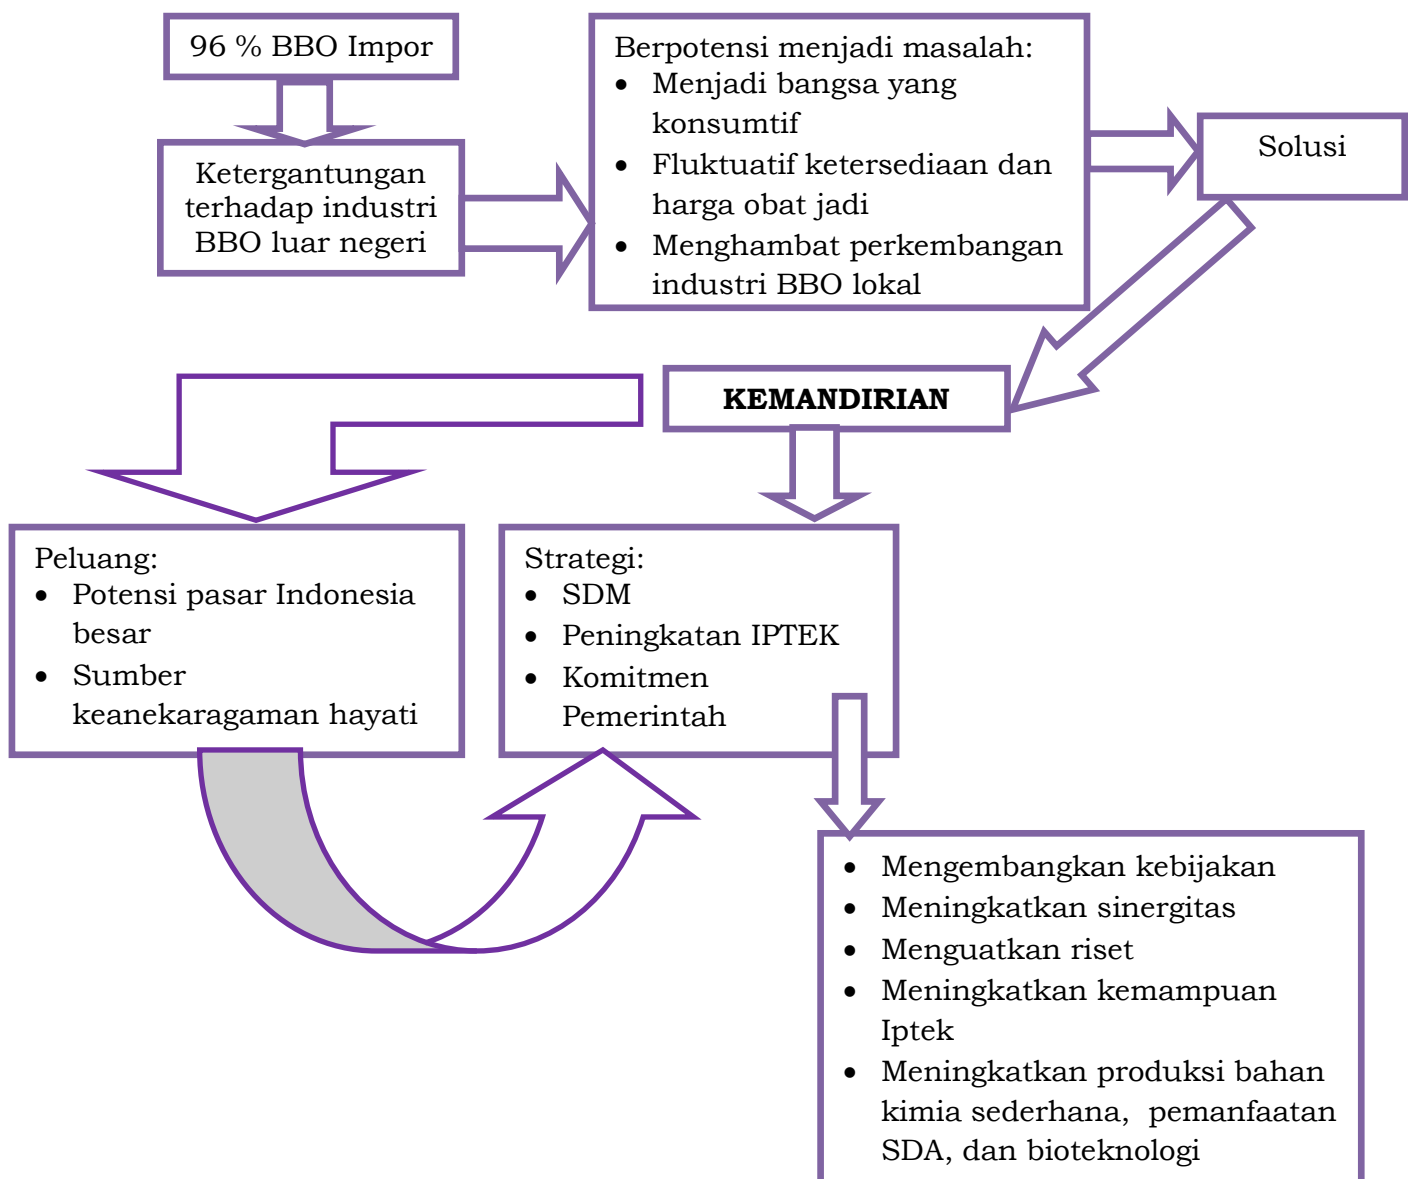 96 % BBO Impor
Ketergantungan
terhadap industri
BBO luar negeri
Berpotensi menjadi masalah:
• Menjadi bangsa yang
konsumtif
• Fluktuatif ketersediaan dan
harga obat jadi
• Menghambat perkembangan
industri BBO lokal
Solusi
KEMANDIRIAN
Peluang:
• Potensi pasar Indonesia
besar
• Sumber
keanekaragaman hayati
Strategi:
• SDM
• Peningkatan IPTEK
• Komitmen
Pemerintah
• Mengembangkan kebijakan
• Meningkatkan sinergitas
• Menguatkan riset
• Meningkatkan kemampuan
Iptek
• Meningkatkan produksi bahan
kimia sederhana, pemanfaatan
SDA, dan bioteknologi